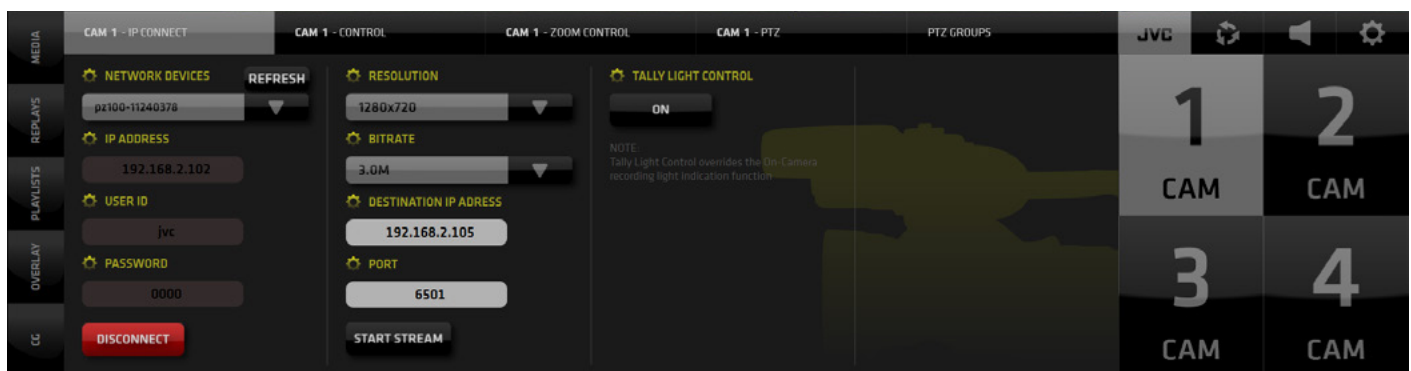 MEDIA
REPLAYS
PLAYLISTS
OVERLAY
CG
CAM 1 - IP CONNECT
CAM 1 - CONTROL
CAM 1 - ZOOM CONTROL
CAM 1 - PTZ
PTZ GROUPS
JVC
NETWORK DEVICES
REFRESH
pz100-11240378
IP ADDRESS
192.168.2.102
USER ID
jvc
PASSWORD
0000
DISCONNECT
RESOLUTION
1280x720
BITRATE
3.0M
DESTINATION IP ADRESS
192.168.2.105
PORT
6501
START STREAM
TALLY LIGHT CONTROL
ON
NOTE:
Tally Light Control overrides the On-Camera
recording light indication function
1
CAM
2
CAM
3
CAM
4
CAM